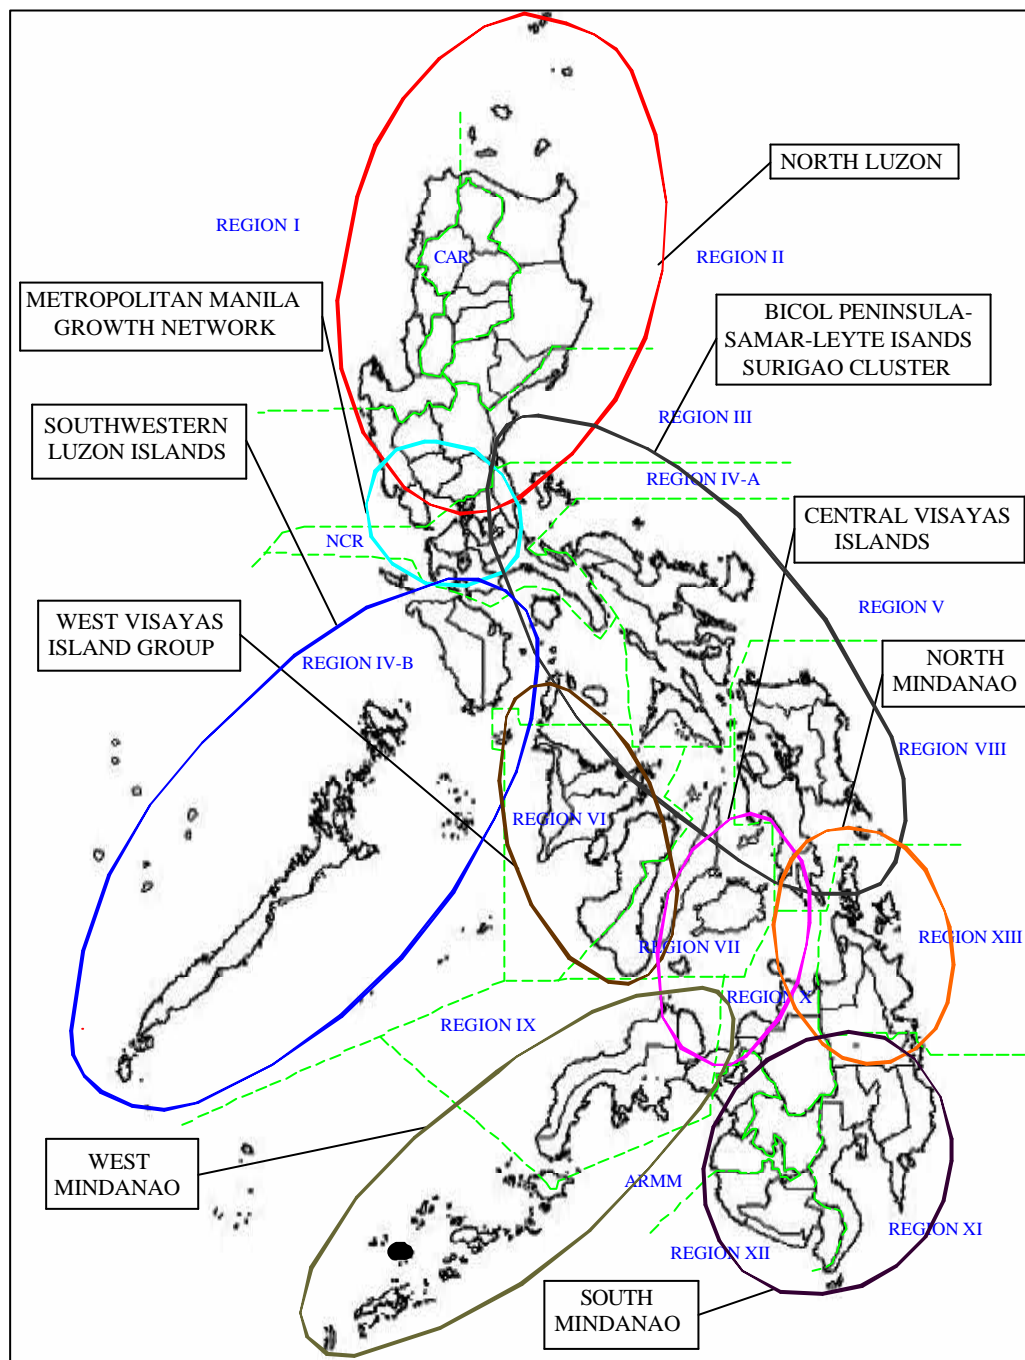 NORTH LUZON
REGION I
CAR
REGION II
METROPOLITAN MANILA
GROWTH NETWORK
BICOL PENINSULA-
SAMAR-LEYTE ISANDS
SURIGAO CLUSTER
SOUTHWESTERN
LUZON ISLANDS
REGION III
REGION IV-A
CENTRAL VISAYAS
ISLANDS
NCR
WEST VISAYAS
ISLAND GROUP
REGION V
REGION IV-B
NORTH
MINDANAO
REGION VIII
REGION VI
REGION VII
REGION XIII
REGION X
REGION IX
WEST
MINDANAO
ARMM
REGION XI
REGION XII
SOUTH
MINDANAO